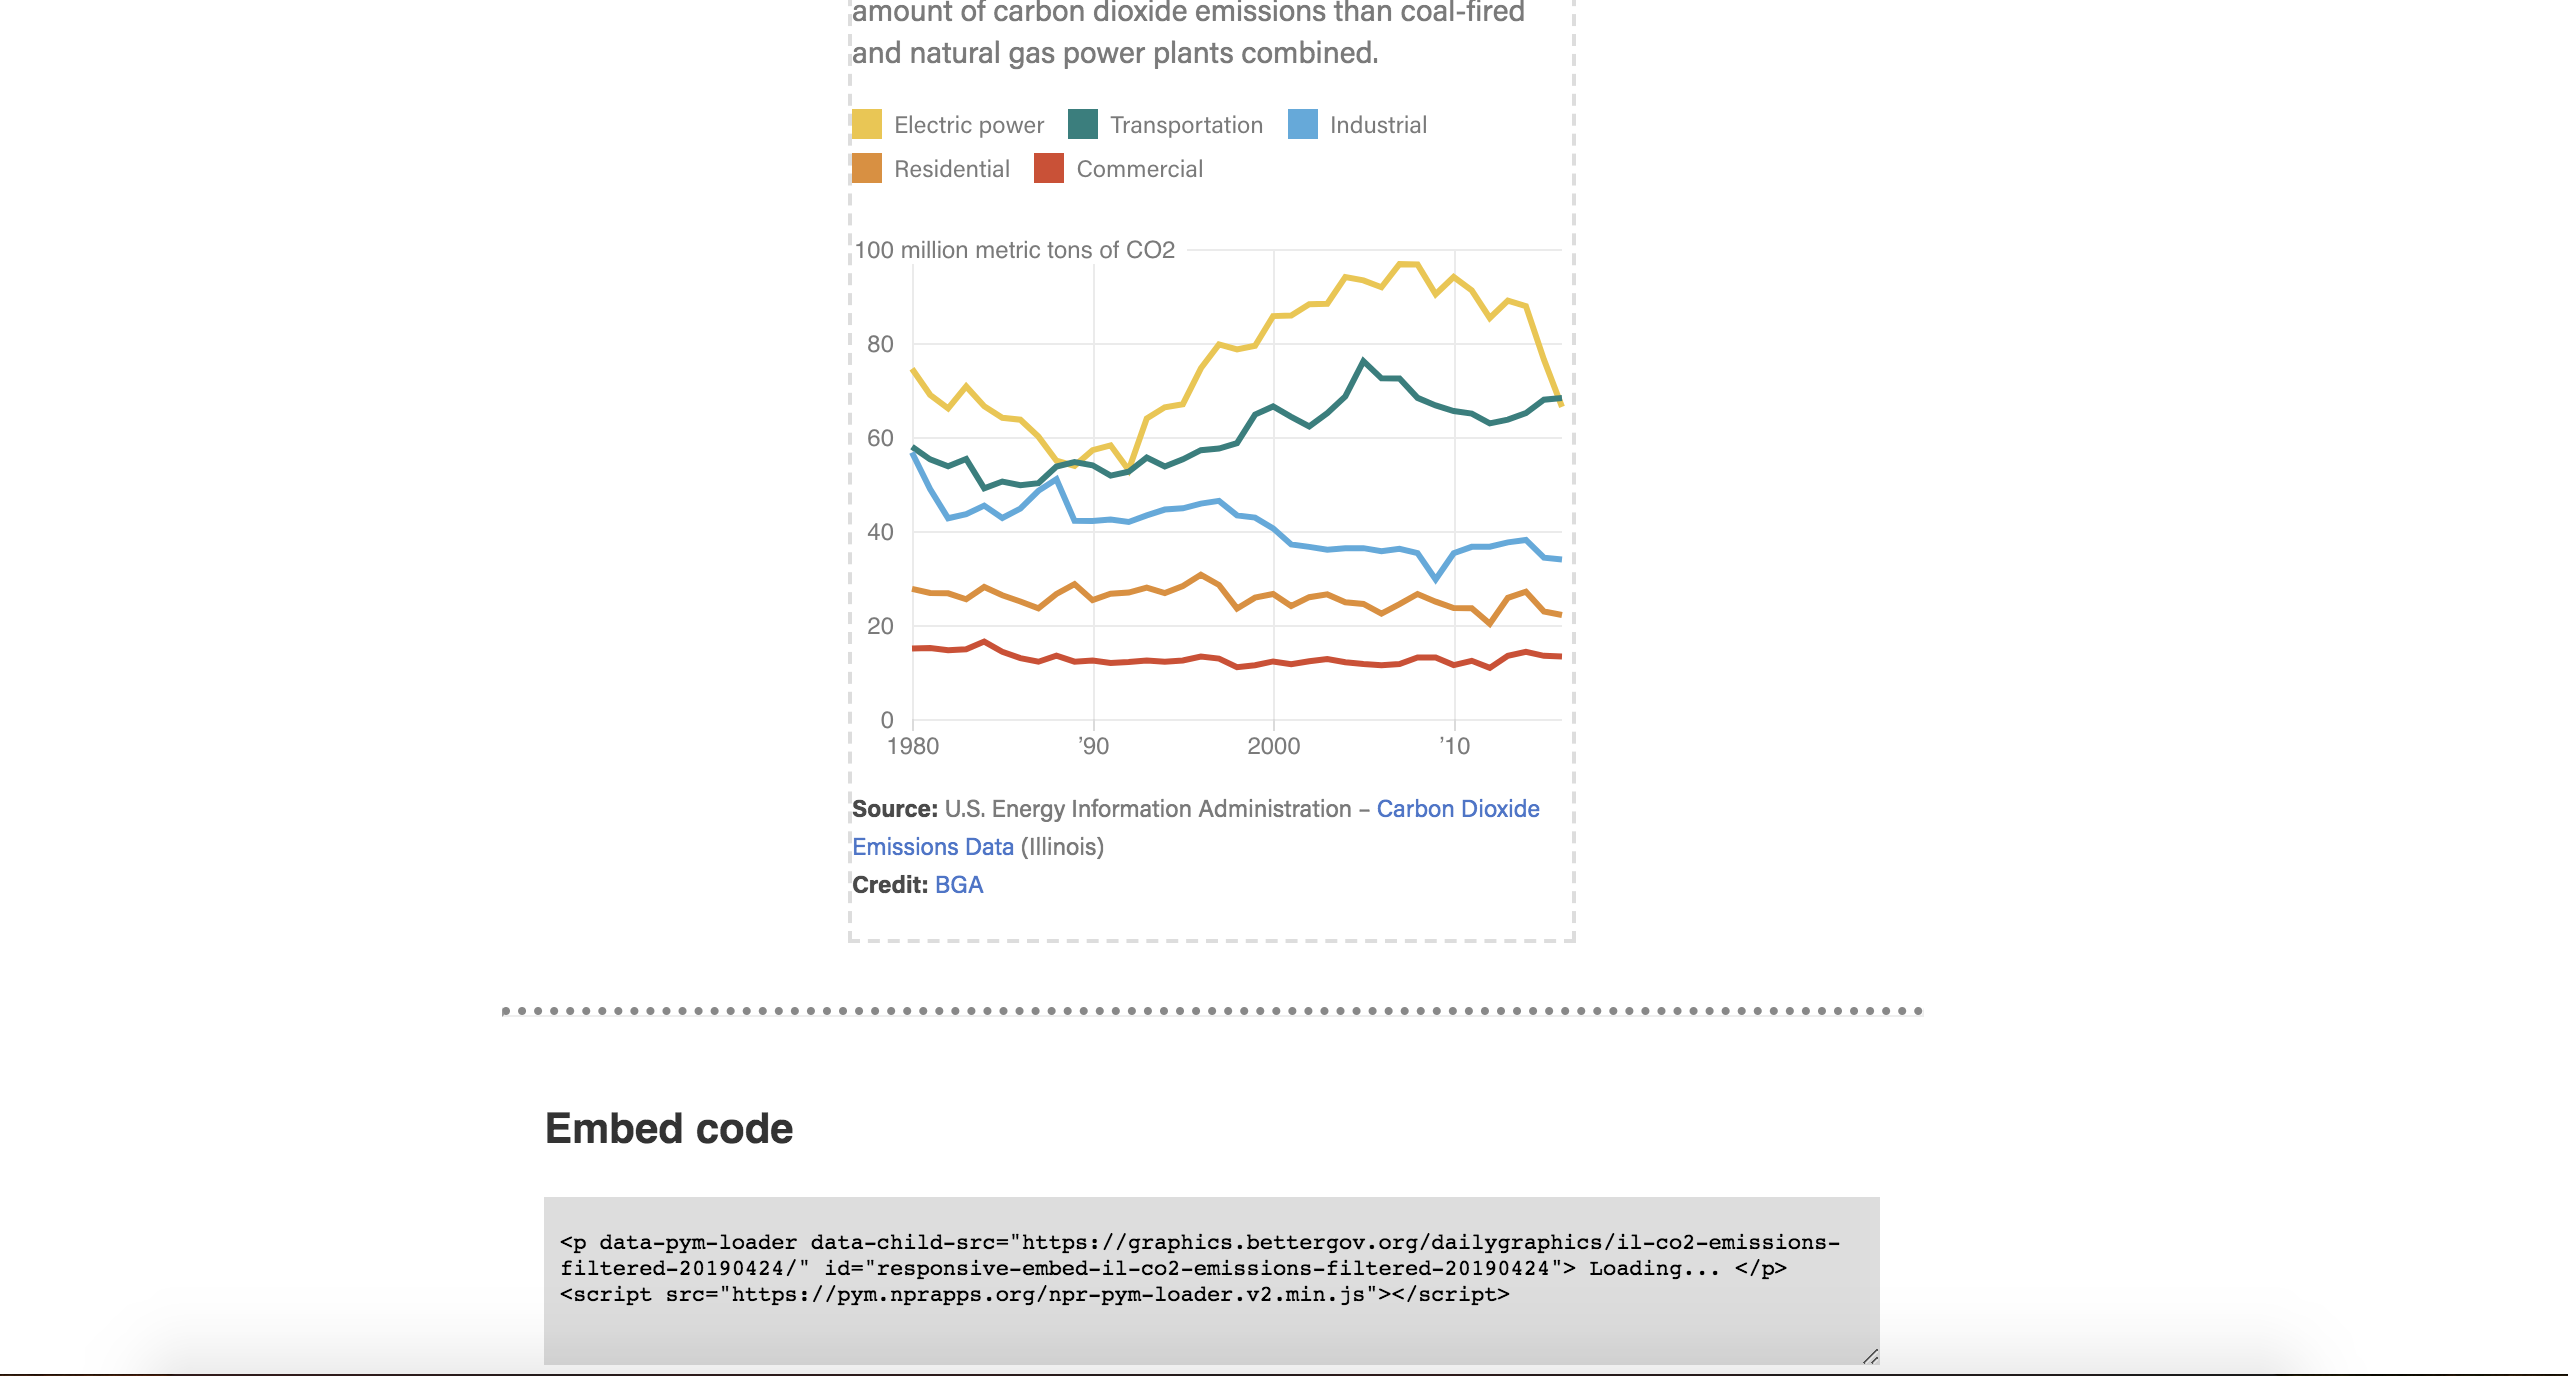 amount of carbon dioxide emissions than coal-fired
and natural gas power plants combined.
Electric power Transportation Industrial
Residential Commercial
100 million metric tons of CO2
80
60
40
20
0
1980 ’90 2000 ’10
Source: U.S. Energy Information Administration – Carbon Dioxide
Emissions Data (Illinois)
Credit: BGA
Embed code
<p data-pym-loader data-child-src="https://graphics.bettergov.org/dailygraphics/il-co2-emissions-
filtered-20190424/" id="responsive-embed-il-co2-emissions-filtered-20190424"> Loading... </p>
<script src="https://pym.nprapps.org/npr-pym-loader.v2.min.js"></script>